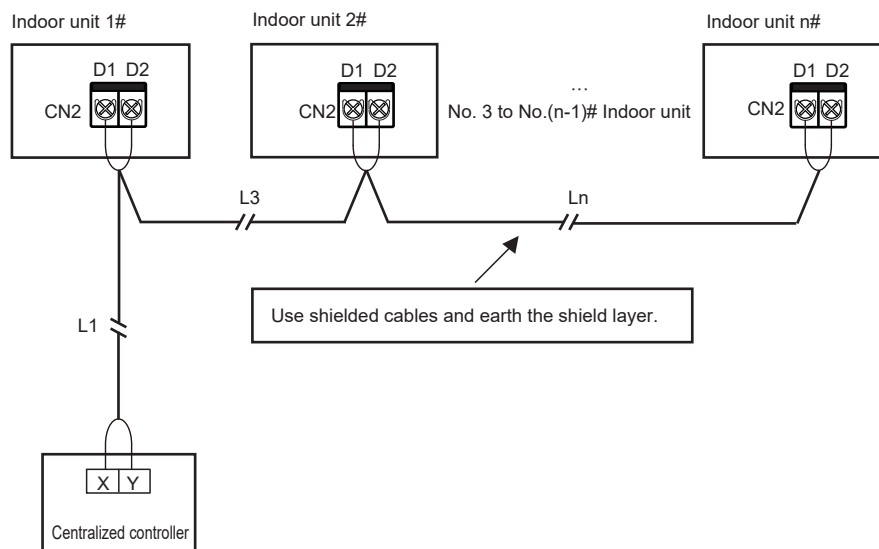 Indoor unit 1#
Indoor unit 2#
Indoor unit n#
D1 D2
D1 D2
D1 D2
CN2
CN2
CN2
...
No. 3 to No.(n-1)# Indoor unit
L3
Ln
L1
Use shielded cables and earth the shield layer.
X Y
Centralized controller